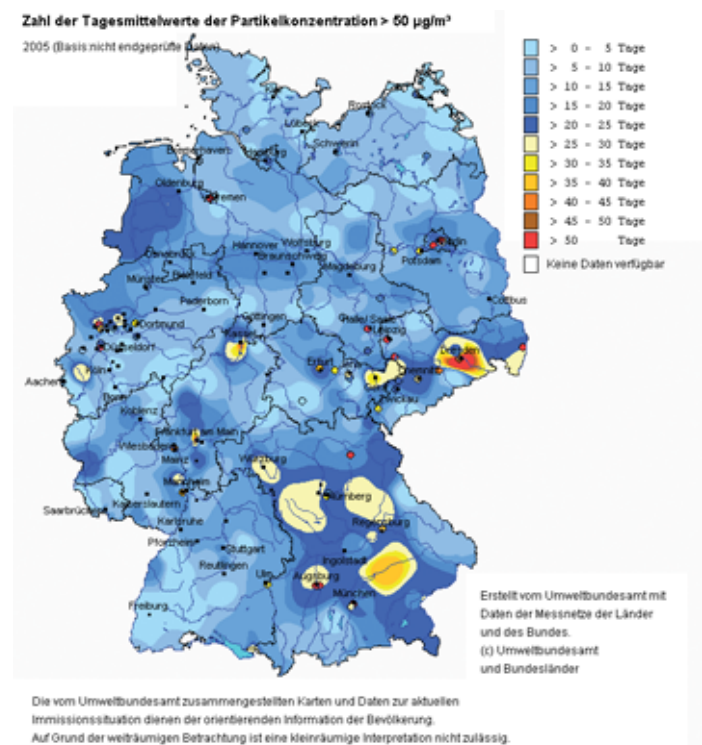 Zahl der Tagesmittelwerte der Partikelkonzentration > 50 µg/m³
2005 (Basis:nicht endgeprüfte Daten)
> 0 - 5 Tage
> 5 - 10 Tage
> 10 - 15 Tage
> 15 - 20 Tage
> 20 - 25 Tage
> 25 - 30 Tage
> 30 - 35 Tage
> 35 - 40 Tage
> 40 - 45 Tage
> 45 - 50 Tage
> 50 Tage
Keine Daten verfügbar
Rostock
Lübeck
Schwerin
Bremerhaven
Oldenburg
Bremen
Berlin
Potsdam
Hannover
Wolfsburg
Braunschweig
Osnabrück
Bielefeld
Magdeburg
Münster
Cottbus
Paderborn
Göttingen
Halle/Saale
Leipzig
Dortmund
Düsseldorf
Kassel
Dresden
Erfurt
Chemnitz
Köln
Aachen
Zwickau
Bonn
Koblenz
Frankfurt am Main
Wiesbaden
Mainz
Würzburg
Mannheim
Nürnberg
Kaiserslautern
Saarbrücken
Karlsruhe
Regensburg
Pforzheim
Stuttgart
Ingolstadt
Reutlingen
Ulm
Augsburg
München
Freiburg
Erstellt vom Umweltbundesamt mit
Daten der Messnetze der Länder
und des Bundes.
(c) Umweltbundesamt
und Bundesländer
Die vom Umweltbundesamt zusammengestellten Karten und Daten zur aktuellen
Immissionssituation dienen der orientierenden Information der Bevölkerung.
Auf Grund der weiträumigen Betrachtung ist eine kleinräumige Interpretation nicht zulässig.